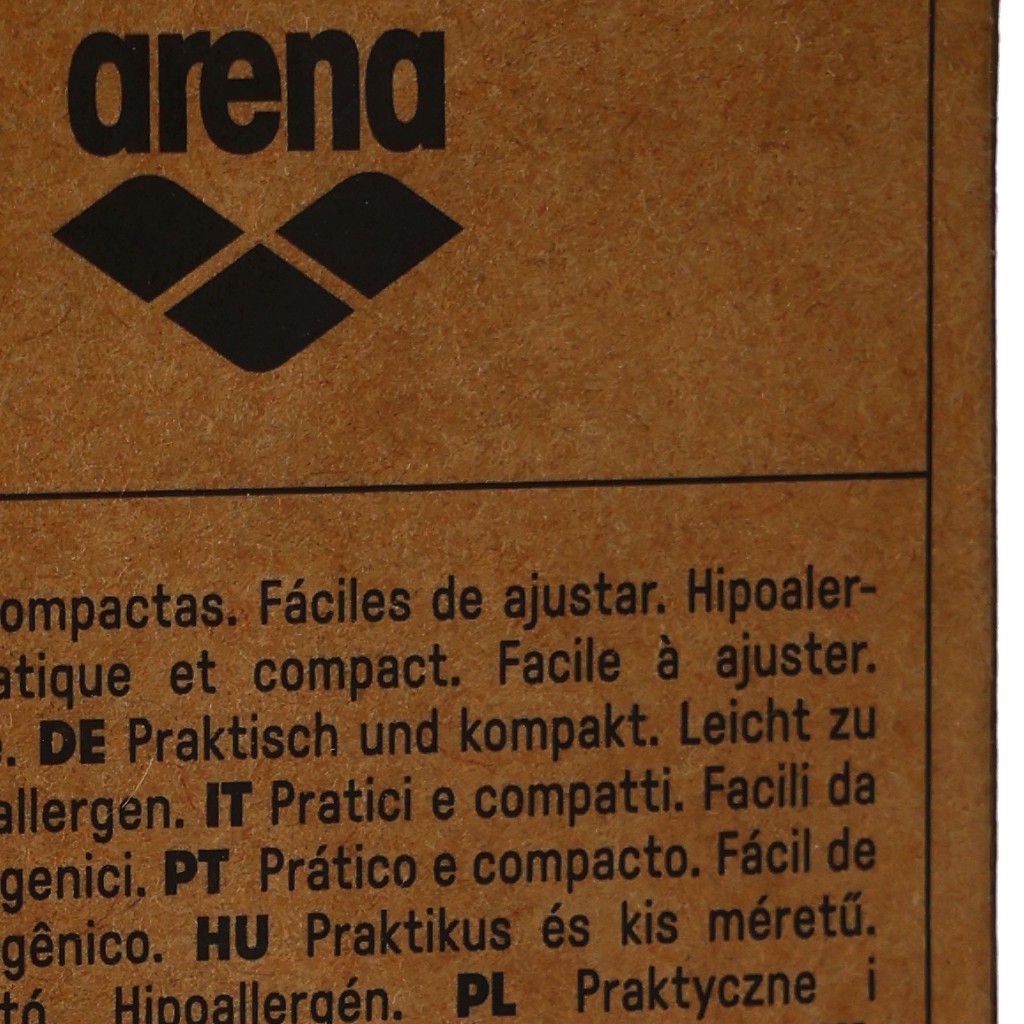 arena
ompactas. Fáciles de ajustar. Hipoaler-
atique et compact. Facile à ajuster.
. DE Praktisch und kompakt. Leicht zu
allergen. IT Pratici e compatti. Facili da
genici. PT Prático e compacto. Fácil de
gênico. HU Praktikus és kis méretű.
tó. Hipoallergén. PL Praktyczne i